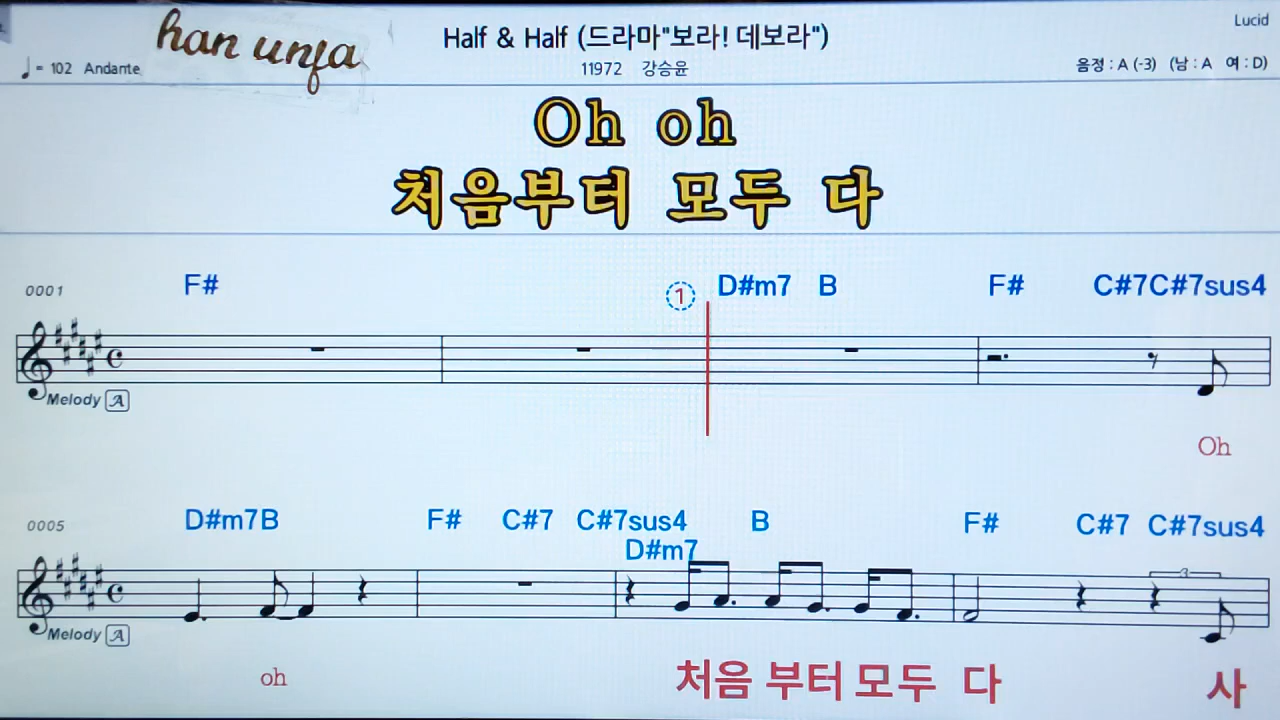 han unja
Half & Half (드라마"보라! 데보라")
Lucid
♩= 102 Andante
11972 강승윤
음정 : A (-3) (남 : A 여 : D)
Oh oh
처음부터 모두 다
0001 F# ① D#m7 B F# C#7C#7sus4
Melody A
Oh
0005 D#m7B F# C#7 C#7sus4 B F# C#7 C#7sus4
D#m7
3
Melody A
oh 처음 부터 모두 다 사